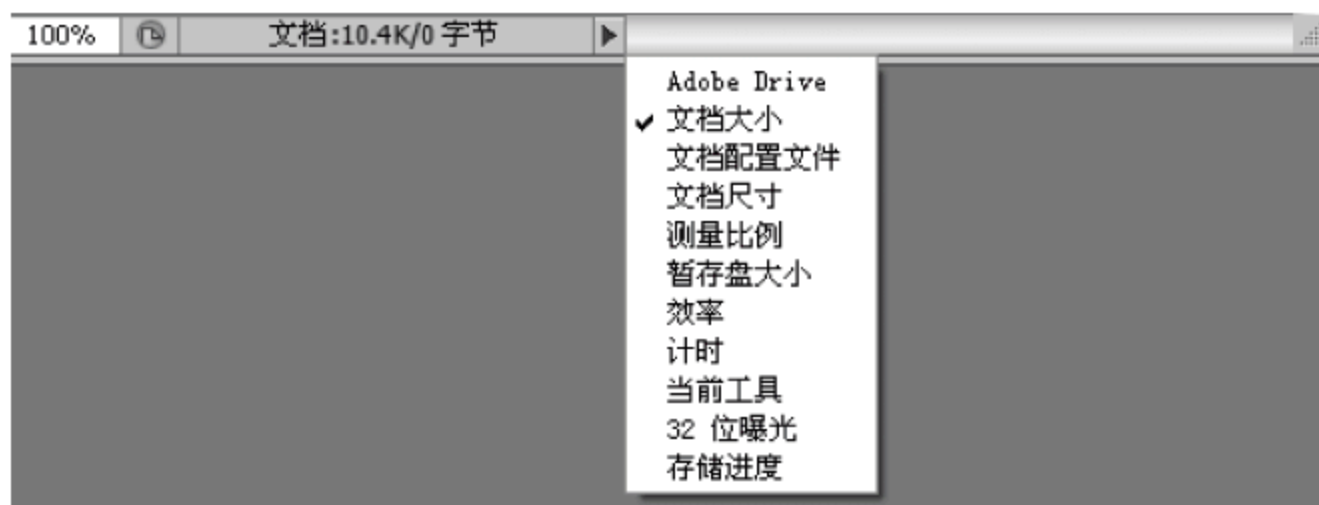 100% 文档:10.4K/0 字节
Adobe Drive
文档大小
文档配置文件
文档尺寸
测量比例
暂存盘大小
效率
计时
当前工具
32 位曝光
存储进度